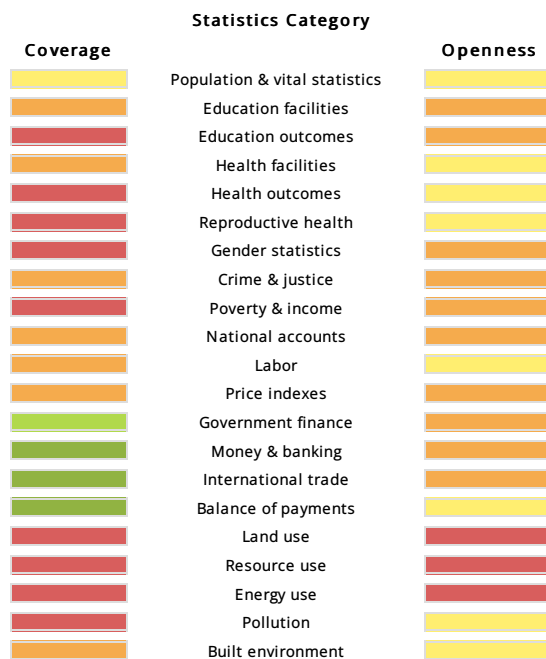 Statistics Category
Coverage
Openness
Population & vital statistics
Education facilities
Education outcomes
Health facilities
Health outcomes
Reproductive health
Gender statistics
Crime & justice
Poverty & income
National accounts
Labor
Price indexes
Government finance
Money & banking
International trade
Balance of payments
Land use
Resource use
Energy use
Pollution
Built environment